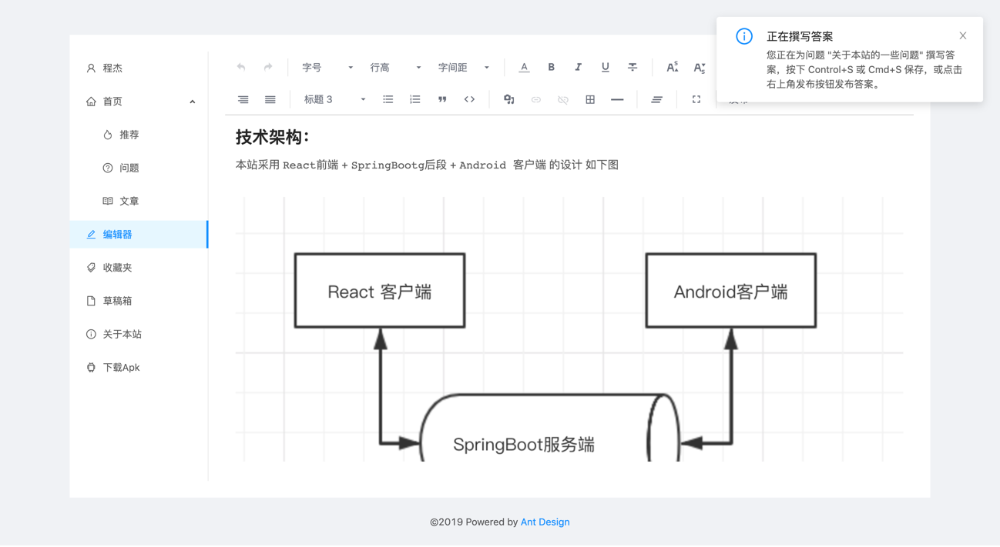 正在撰写答案
您正在为问题 "关于本站的一些问题" 撰写答
案，按下 Control+S 或 Cmd+S 保存，或点击
右上角发布按钮发布答案。
程杰
首页
推荐
问题
文章
编辑器
收藏夹
草稿箱
关于本站
下载Apk
字号 行高 字间距 A B I U
标题 3
技术架构：
本站采用 React前端 + SpringBootg后段 + Android 客户端 的设计 如下图
React 客户端
Android客户端
SpringBoot服务端
©2019 Powered by Ant Design